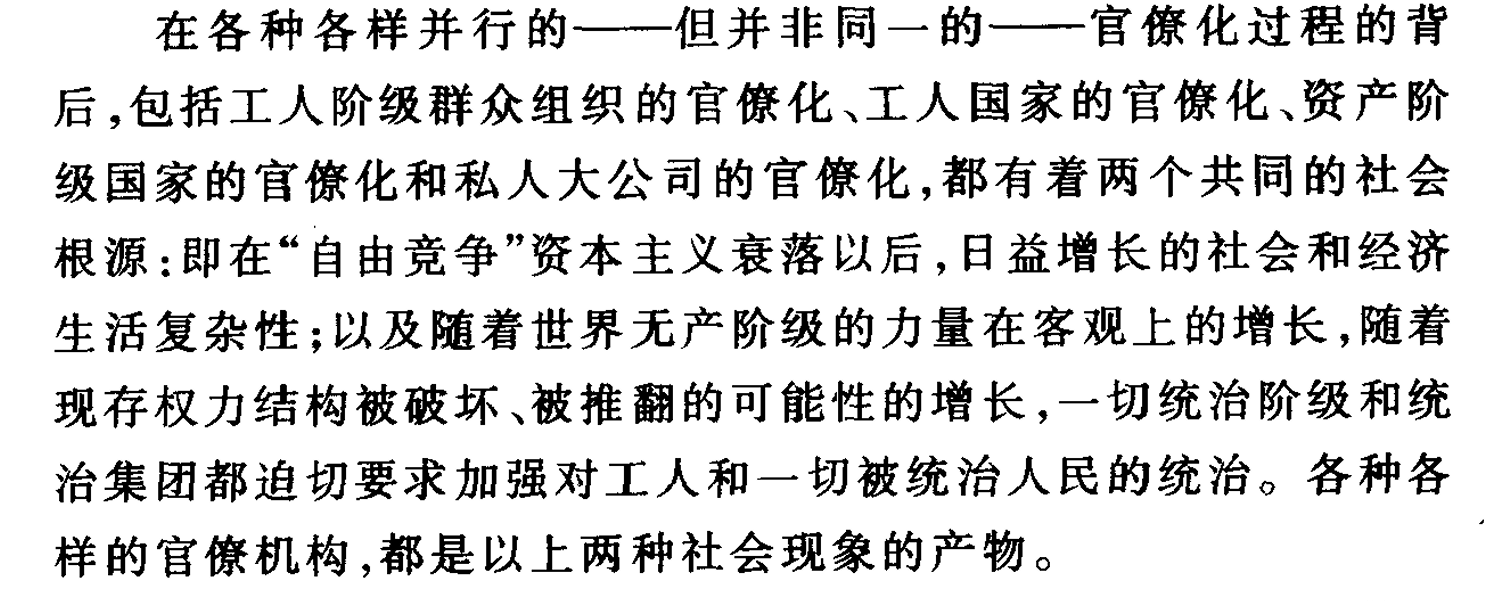 在各种各样并行的——但并非同一的——官僚化过程的背
后,包括工人阶级群众组织的官僚化、工人国家的官僚化、资产阶
级国家的官僚化和私人大公司的官僚化,都有着两个共同的社会
根源:即在“自由竞争”资本主义衰落以后,日益增长的社会和经济
生活复杂性;以及随着世界无产阶级的力量在客观上的增长,随着
现存权力结构被破坏、被推翻的可能性的增长,一切统治阶级和统
治集团都迫切要求加强对工人和一切被统治人民的统治。各种各
样的官僚机构,都是以上两种社会现象的产物。